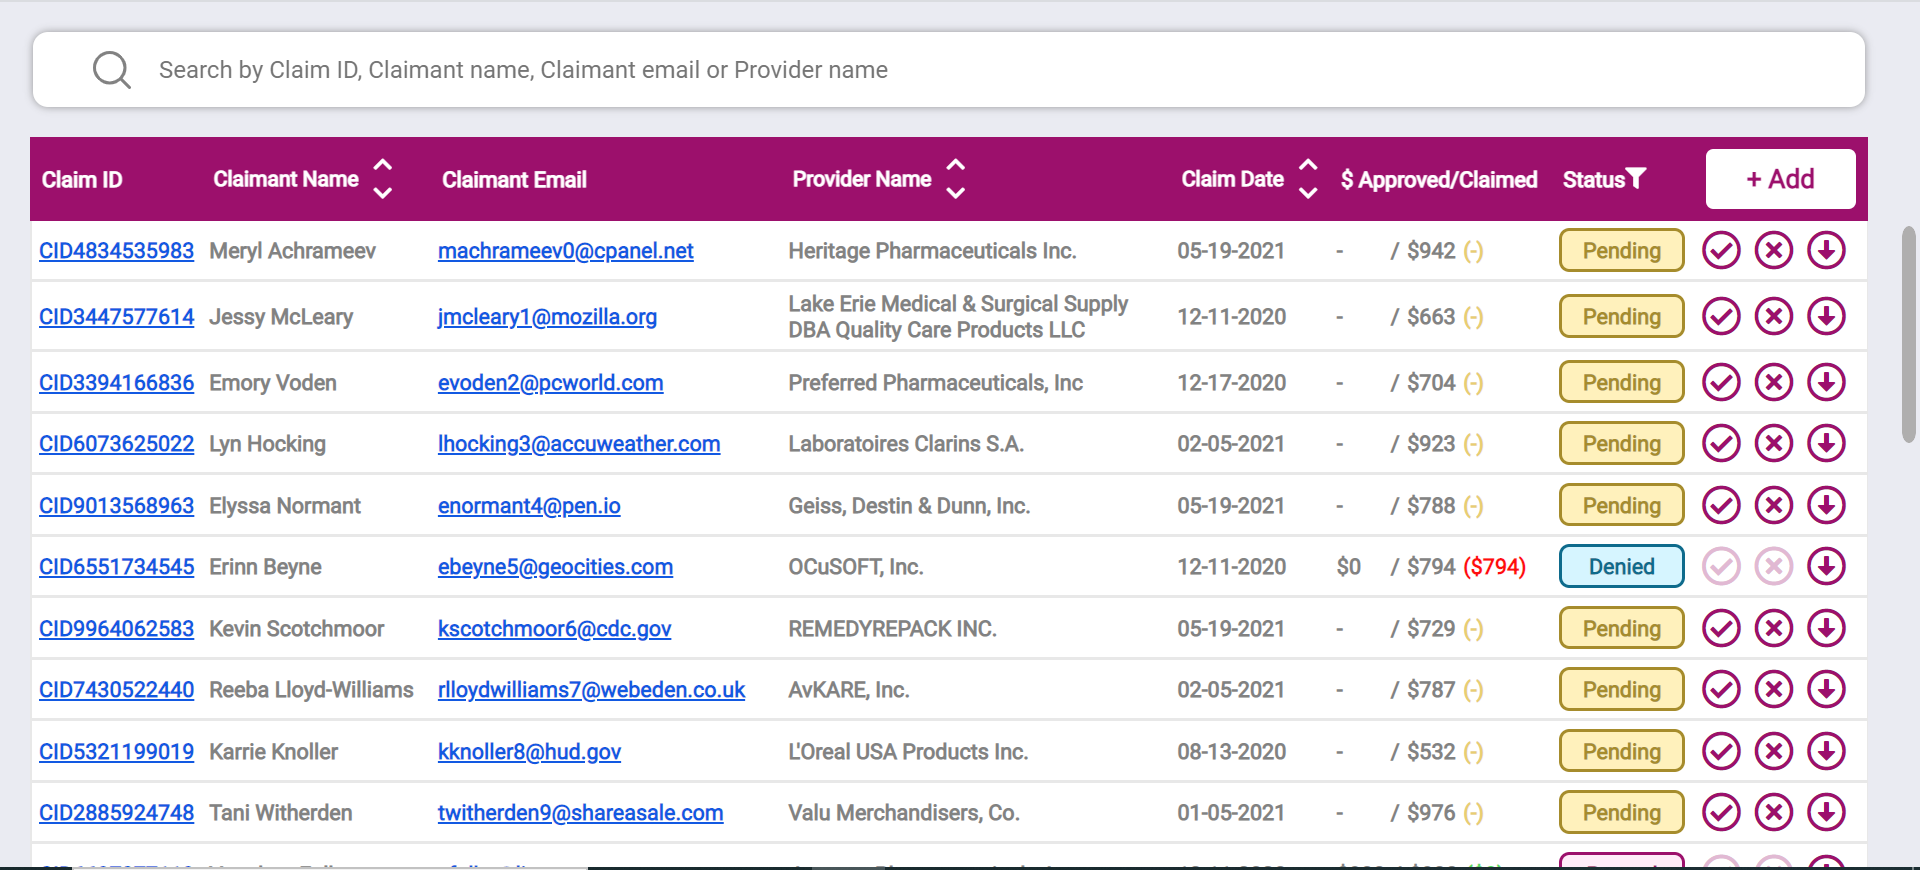 Search by Claim ID, Claimant name, Claimant email or Provider name
Claim ID Claimant Name Claimant Email Provider Name Claim Date $ Approved/Claimed Status + Add
CID4834535983 Meryl Achrameev machrameev0@cpanel.net Heritage Pharmaceuticals Inc. 05-19-2021 - / $942 (-) Pending
CID3447577614 Jessy McLeary jmcleary1@mozilla.org Lake Erie Medical & Surgical Supply
DBA Quality Care Products LLC 12-11-2020 - / $663 (-) Pending
CID3394166836 Emory Voden evoden2@pcworld.com Preferred Pharmaceuticals, Inc 12-17-2020 - / $704 (-) Pending
CID6073625022 Lyn Hocking lhocking3@accuweather.com Laboratoires Clarins S.A. 02-05-2021 - / $923 (-) Pending
CID9013568963 Elyssa Normant enormant4@pen.io Geiss, Destin & Dunn, Inc. 05-19-2021 - / $788 (-) Pending
CID6551734545 Erinn Beyne ebeyne5@geocities.com OCuSOFT, Inc. 12-11-2020 $0 / $794 ($794) Denied
CID9964062583 Kevin Scotchmoor kscotchmoor6@cdc.gov REMEDYREPACK INC. 05-19-2021 - / $729 (-) Pending
CID7430522440 Reeba Lloyd-Williams rlloydwilliams7@webeden.co.uk AvKARE, Inc. 02-05-2021 - / $787 (-) Pending
CID5321199019 Karrie Knoller kknoller8@hud.gov L'Oreal USA Products Inc. 08-13-2020 - / $532 (-) Pending
CID2885924748 Tani Witherden twitherden9@shareasale.com Valu Merchandisers, Co. 01-05-2021 - / $976 (-) Pending